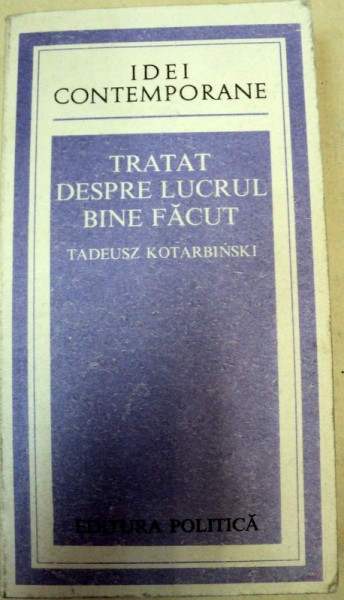 IDEI
CONTEMPORANE
TRATAT
DESPRE LUCRUL
BINE FĂCUT
TADEUSZ KOTARBIŃSKI
EDITURA POLITICĂ